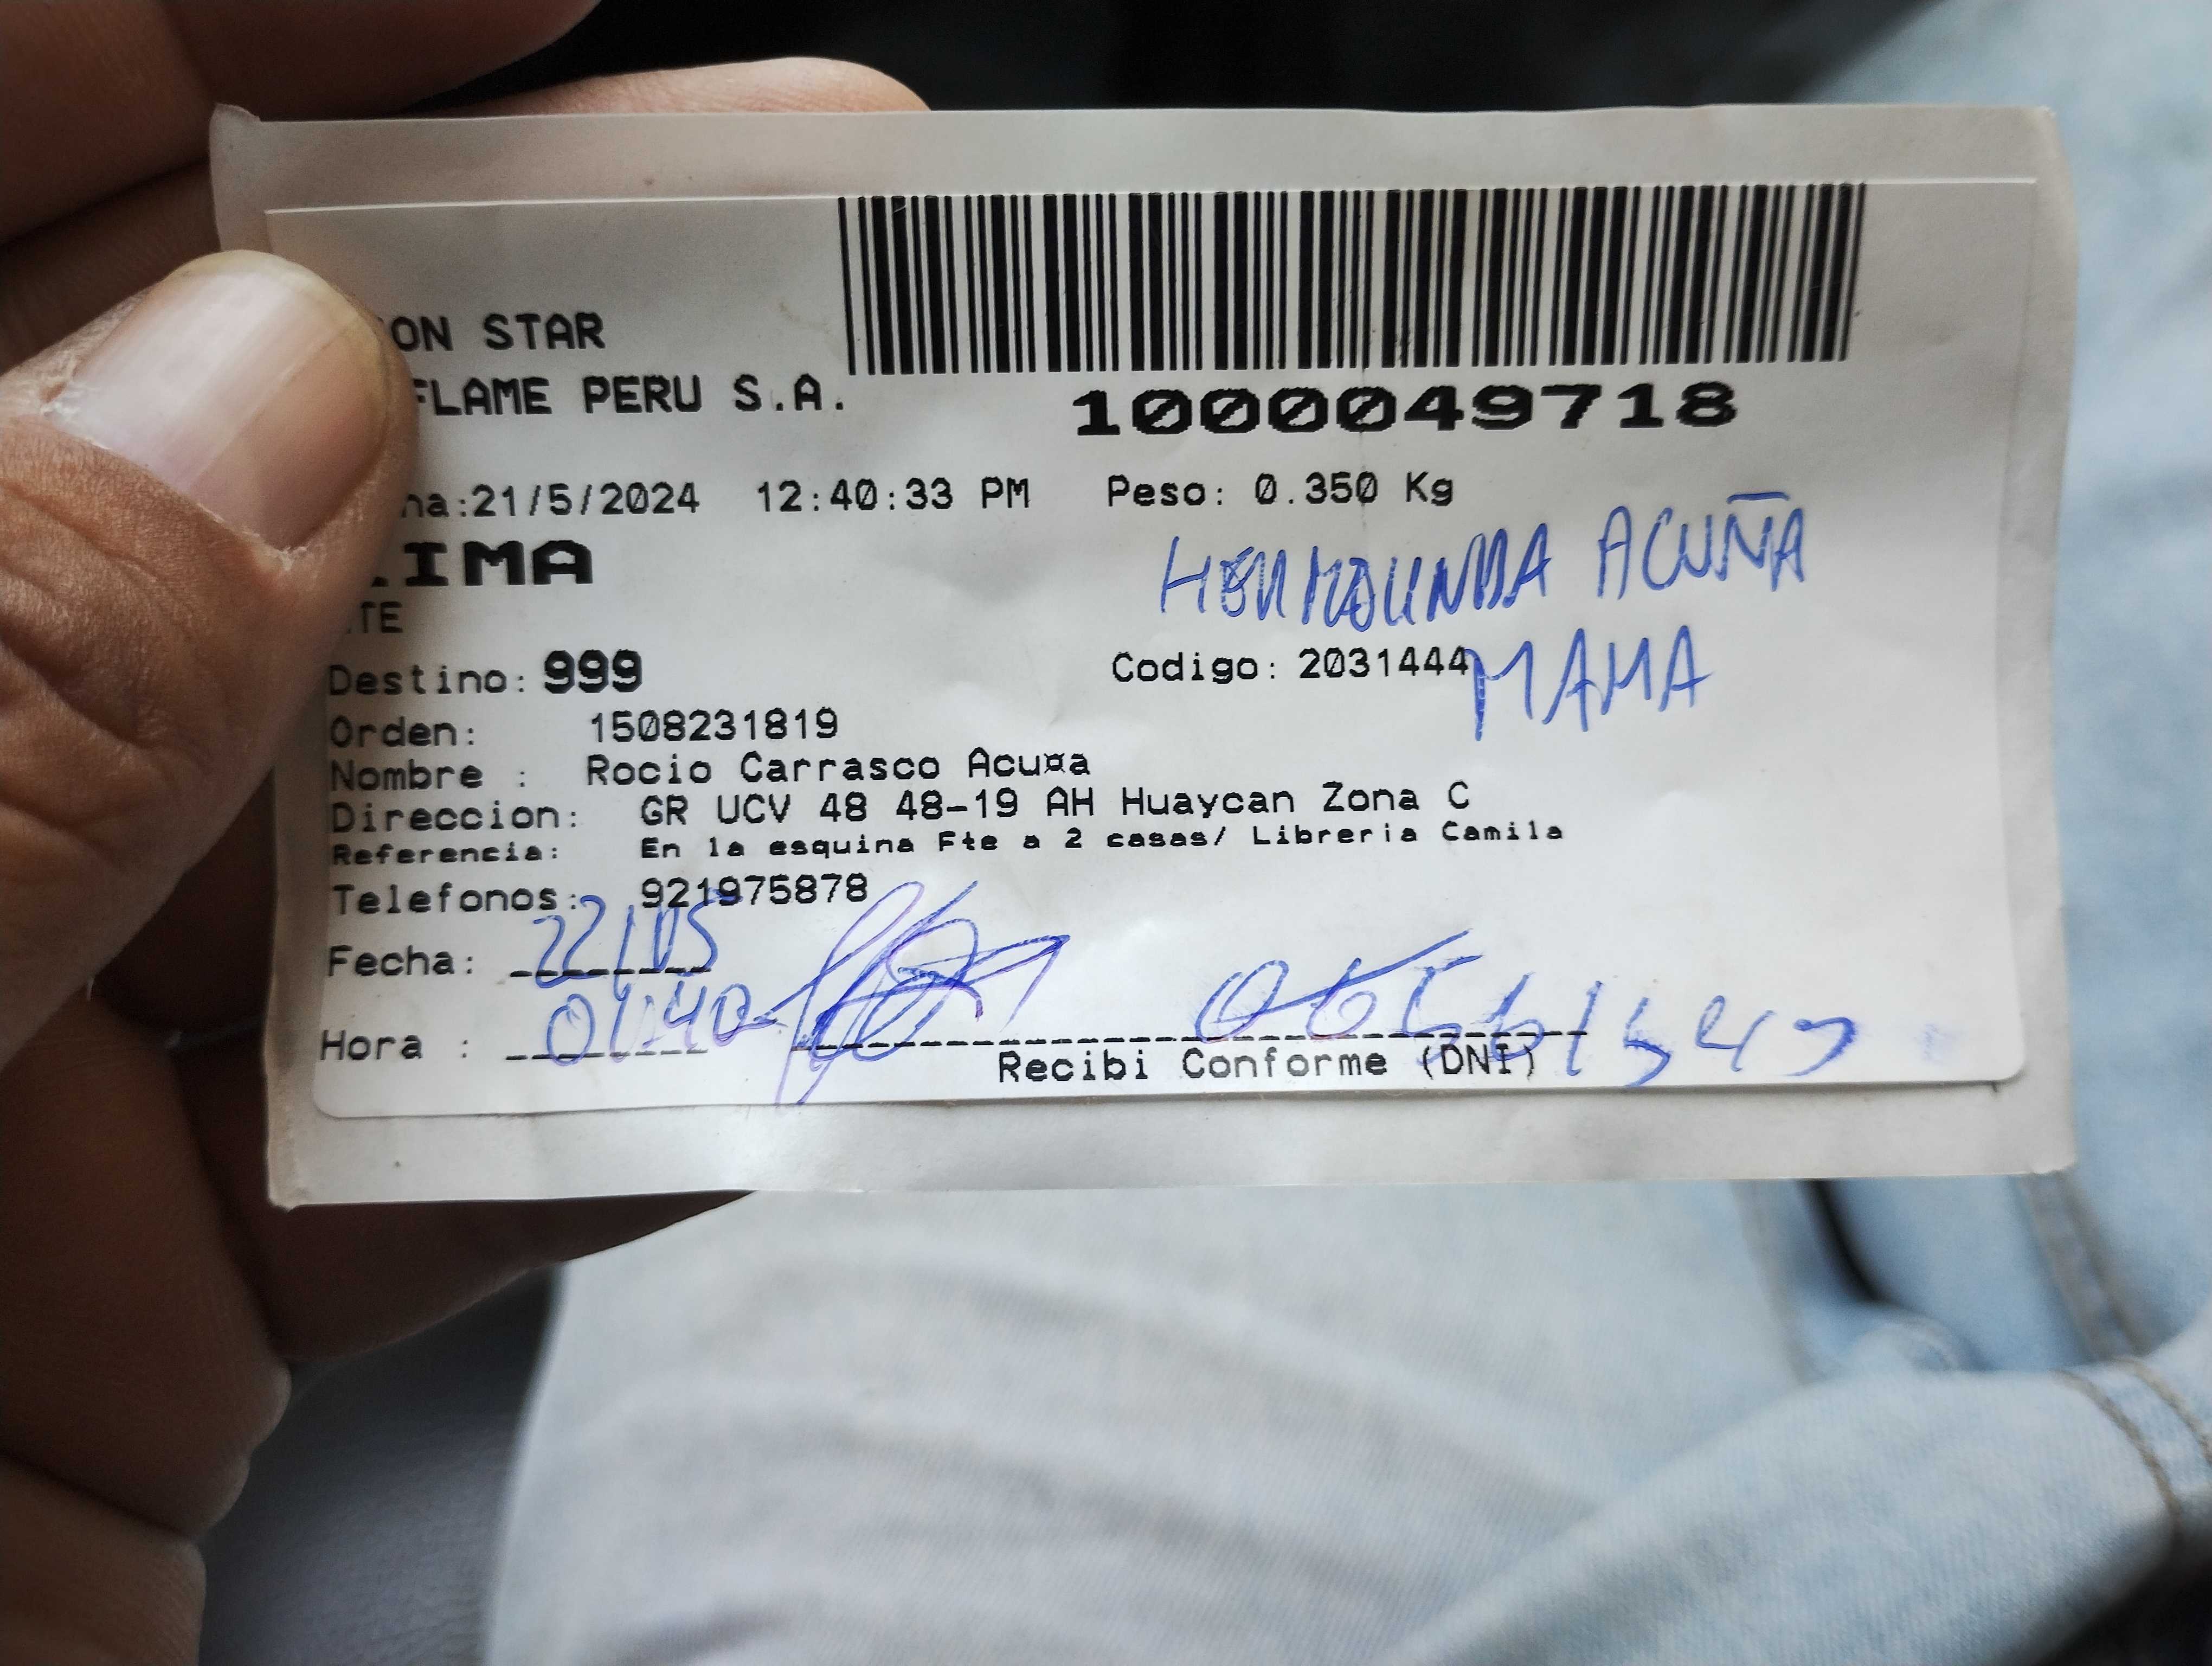 ON STAR
FLAME PERU S.A.
1000049718
ha:21/5/2024 12:40:33 PM Peso: 0.350 Kg
IMA
TE
HERMOLINDA ACUÑA
MAMA
Destino: 999 Codigo: 2031444
Orden: 1508231819
Nombre : Rocio Carrasco Acu¤a
Direccion: GR UCV 48 48-19 AH Huaycan Zona C
Referencia: En la esquina Fte a 2 casas/ Libreria Camila
Telefonos: 921975878
Fecha: 22/05
Hora : 01:40
Recibi Conforme (DNI)